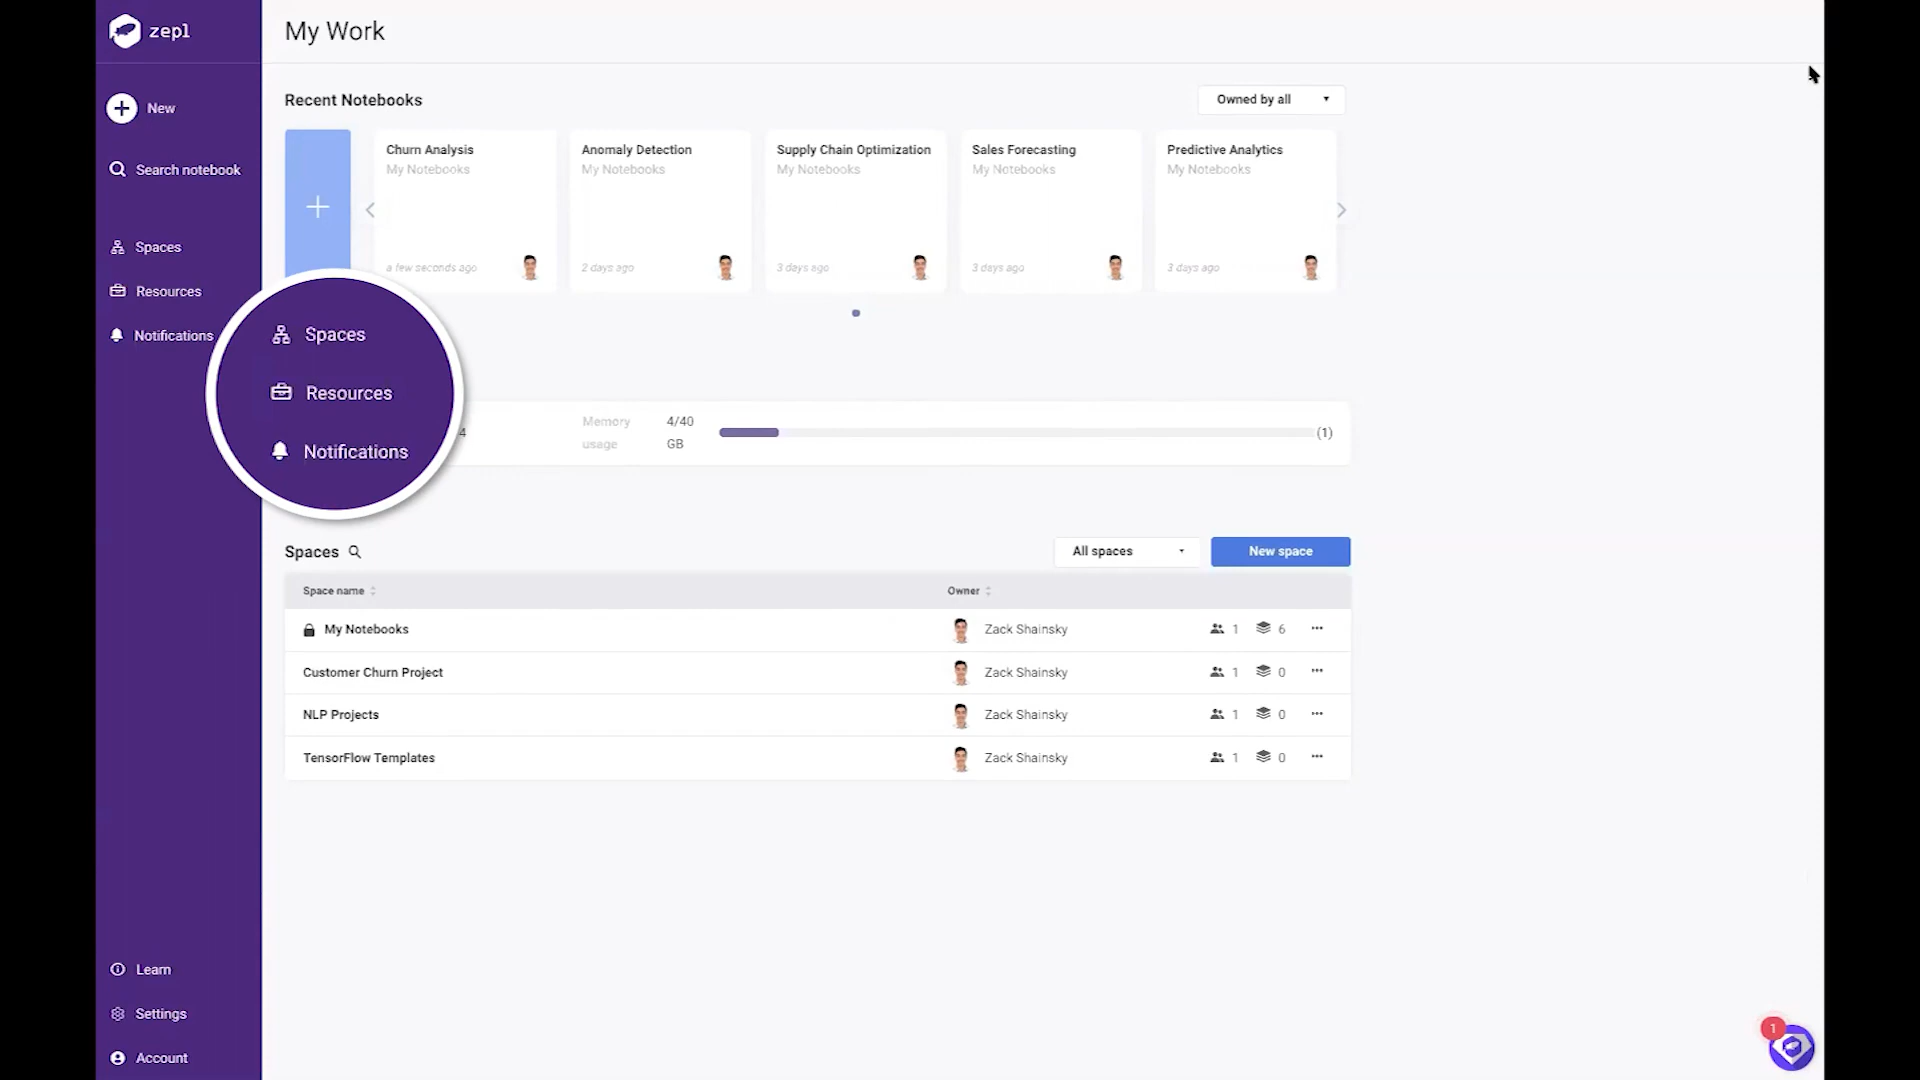 zepl
New
Search notebook
Spaces
Resources
Notifications
Spaces
Resources
Notifications
Learn
Settings
Account
My Work
Recent Notebooks
Owned by all
Churn Analysis
My Notebooks
a few seconds ago
Anomaly Detection
My Notebooks
2 days ago
Supply Chain Optimization
My Notebooks
3 days ago
Sales Forecasting
My Notebooks
3 days ago
Predictive Analytics
My Notebooks
3 days ago
4
Memory
usage
4/40
GB
(1)
Spaces
All spaces
New space
Space name
Owner
My Notebooks
Zack Shainsky
1
6
Customer Churn Project
Zack Shainsky
1
0
NLP Projects
Zack Shainsky
1
0
TensorFlow Templates
Zack Shainsky
1
0
1